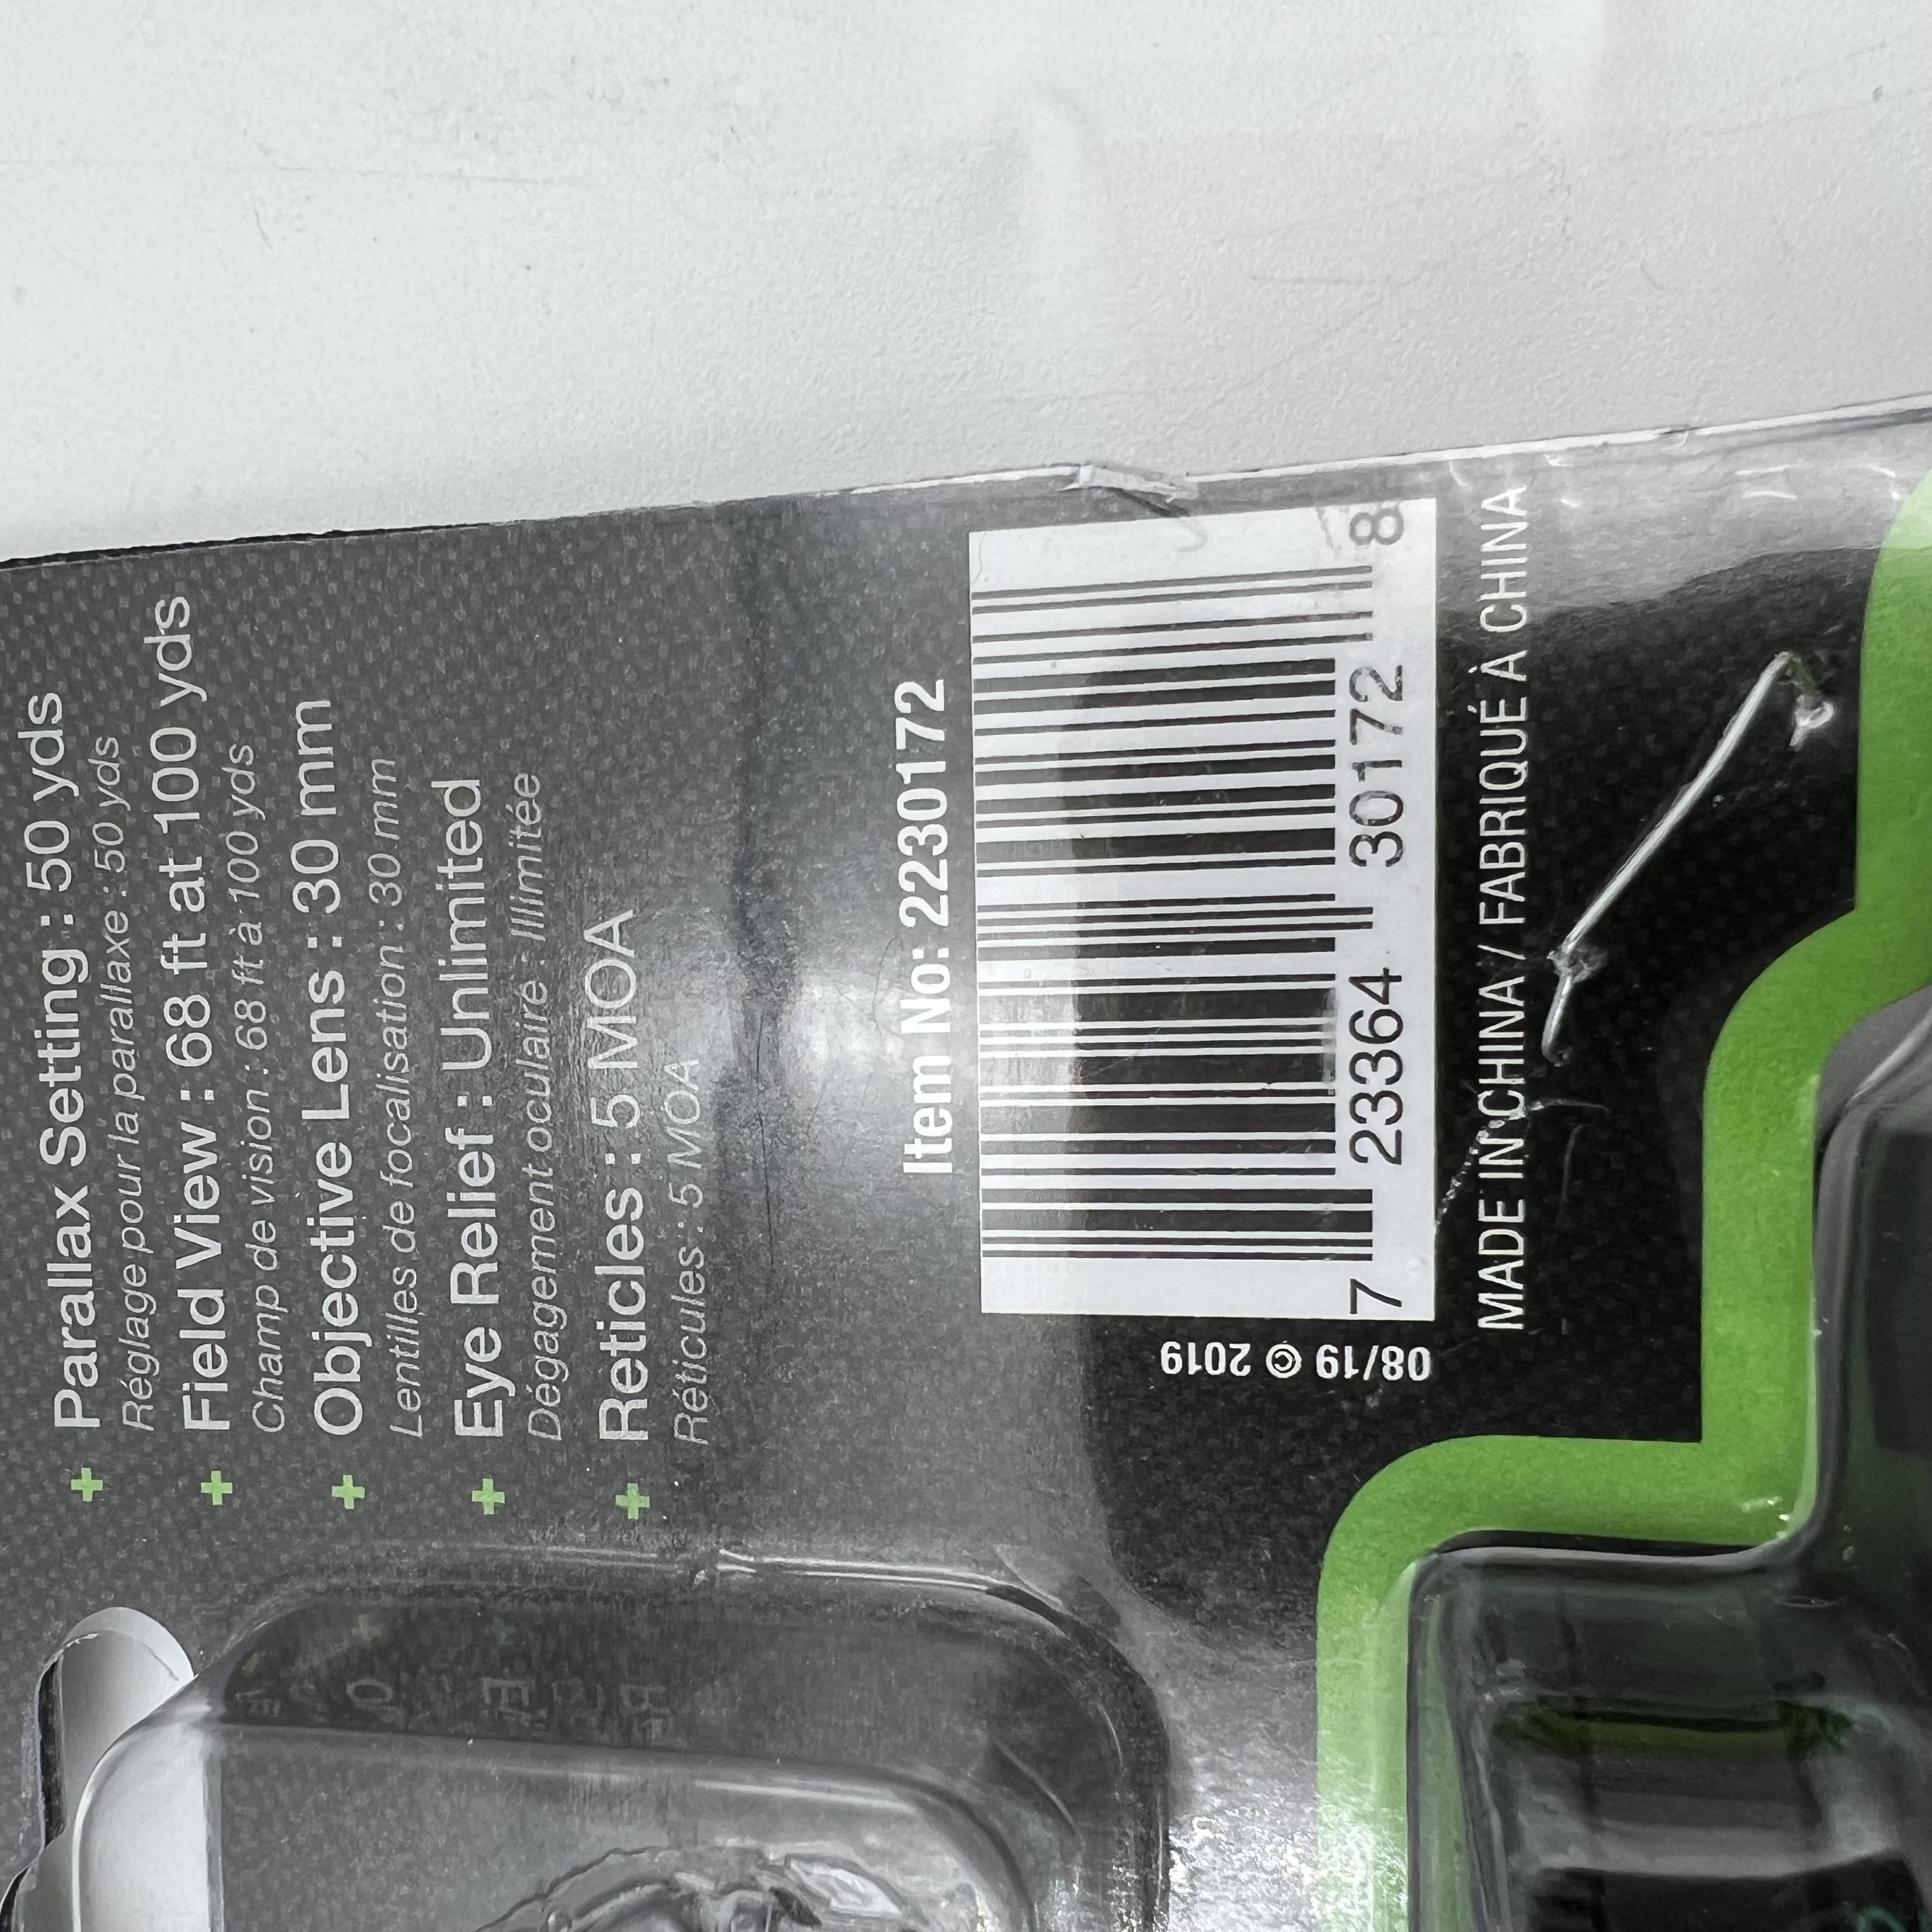 Parallax Setting : 50 yds
Réglage pour la parallaxe : 50 yds
Field View : 68 ft at 100 yds
Champ de vision : 68 ft à 100 yds
Objective Lens : 30 mm
Lentilles de focalisation : 30 mm
Eye Relief : Unlimited
Dégagement oculaire : Illimitée
Reticles : 5 MOA
Réticules : 5 MOA
Item No: 2230172
7 23364 30172 8
08/19 © 2019
MADE IN CHINA / FABRIQUÉ À CHINA